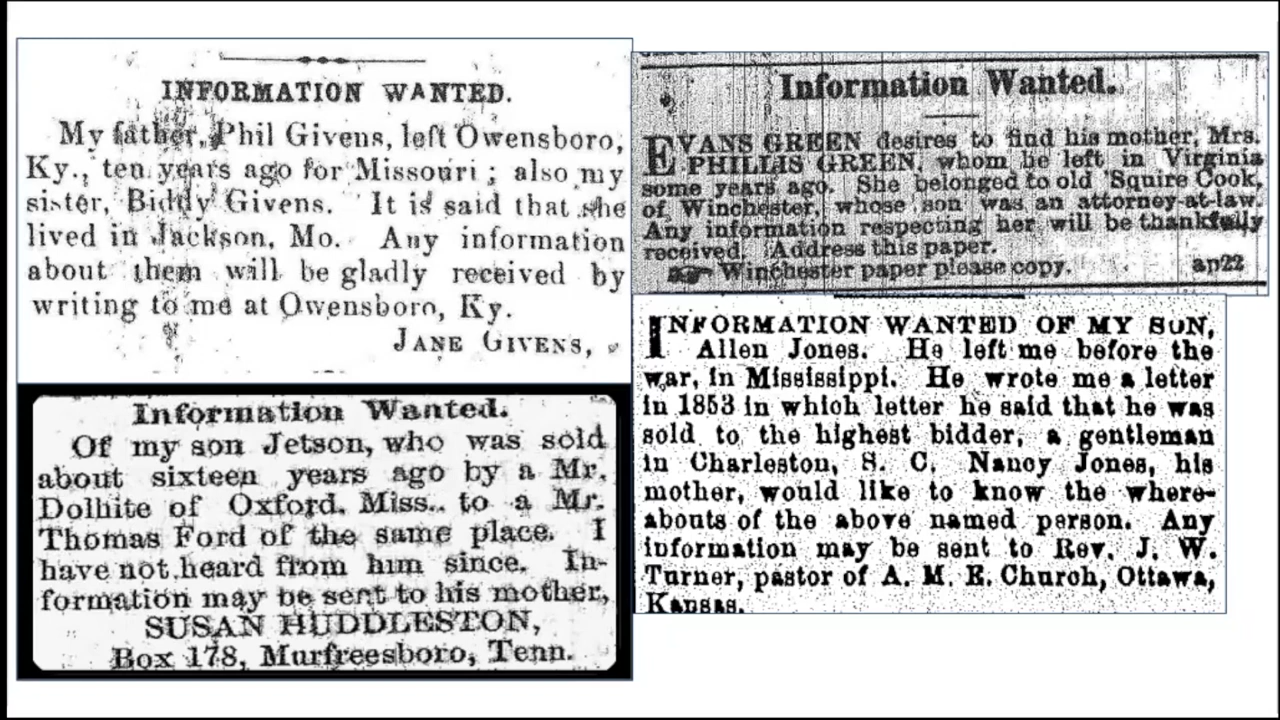 INFORMATION WANTED.
My father, Phil Givens, left Owensboro,
Ky., ten years ago for Missouri ; also my
sister, Biddy Givens. It is said that she
lived in Jackson, Mo. Any information
about them will be gladly received by
writing to me at Owensboro, Ky.
JANE GIVENS,
Information Wanted.
Of my son Jetson, who was sold
about sixteen years ago by a Mr.
Dolhite of Oxford, Miss., to a Mr.
Thomas Ford of the same place. I
have not heard from him since. In-
formation may be sent to his mother,
SUSAN HUDDLESTON,
Box 178, Murfreesboro, Tenn.
Information Wanted.
EVANS GREEN desires to find his mother, Mrs.
PHILLIS GREEN, whom he left in Virginia
some years ago. She belonged to old 'Squire Cook,
of Winchester, whose son was an attorney-at-law.
Any information respecting her will be thankfully
received. Address this paper.
☞ Winchester paper please copy. ap22
INFORMATION WANTED OF MY SON,
Allen Jones. He left me before the
war, in Mississippi. He wrote me a letter
in 1853 in which letter he said that he was
sold to the highest bidder, a gentleman
in Charleston, S. C. Nancy Jones, his
mother, would like to know the where-
abouts of the above named person. Any
information may be sent to Rev. J. W.
Turner, pastor of A. M. E. Church, Ottawa,
Kansas.